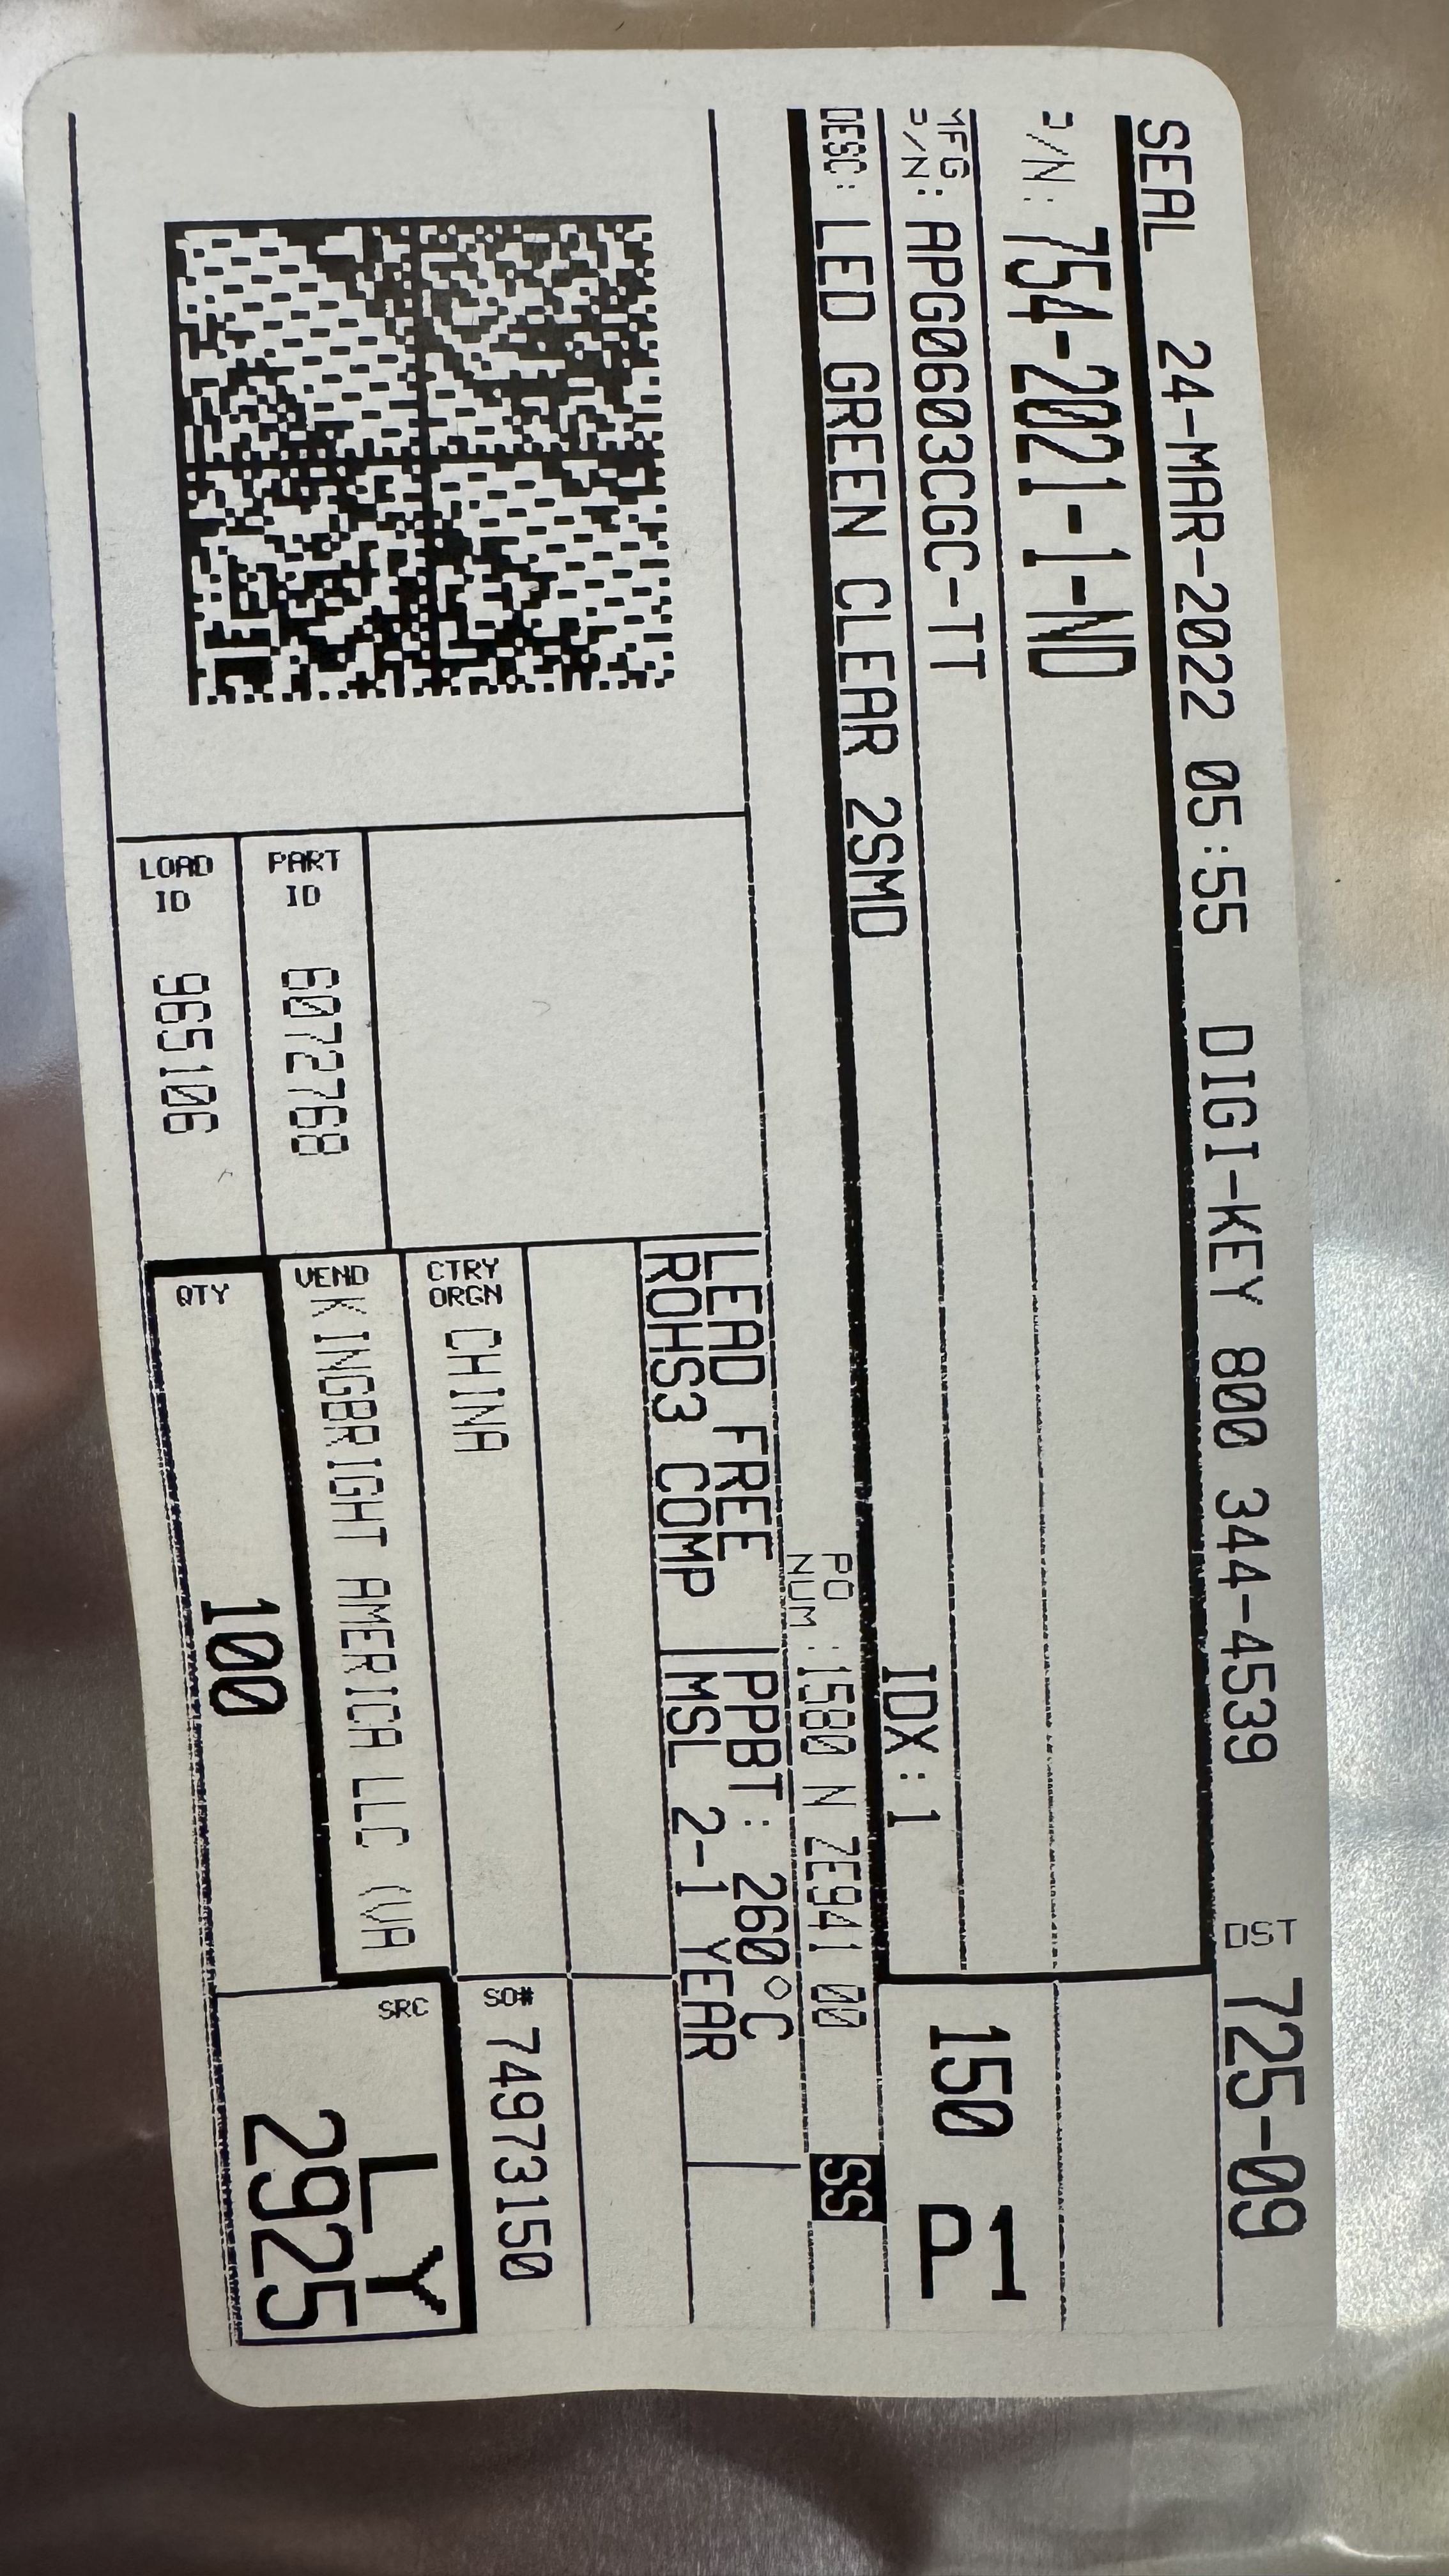 SEAL 24-MAR-2022 05:55 DIGI-KEY 800 344-4539 DST 725-09
P/N: 754-2021-1-ND
MFG
P/N: APG0603CGC-TT
150 P1
IDX:1
DESC: LED GREEN CLEAR 2SMD
PO
NUM :1580 N ZE941 00 SS
LEAD FREE
ROHS3 COMP
PPBT: 260°C
MSL 2-1 YEAR
CTRY
ORGN CHINA
SO# 74973150
PART
ID 6072768
VEND KINGBRIGHT AMERICA LLC (VA
LOAD
ID 965106
QTY 100
SRC LY
2925